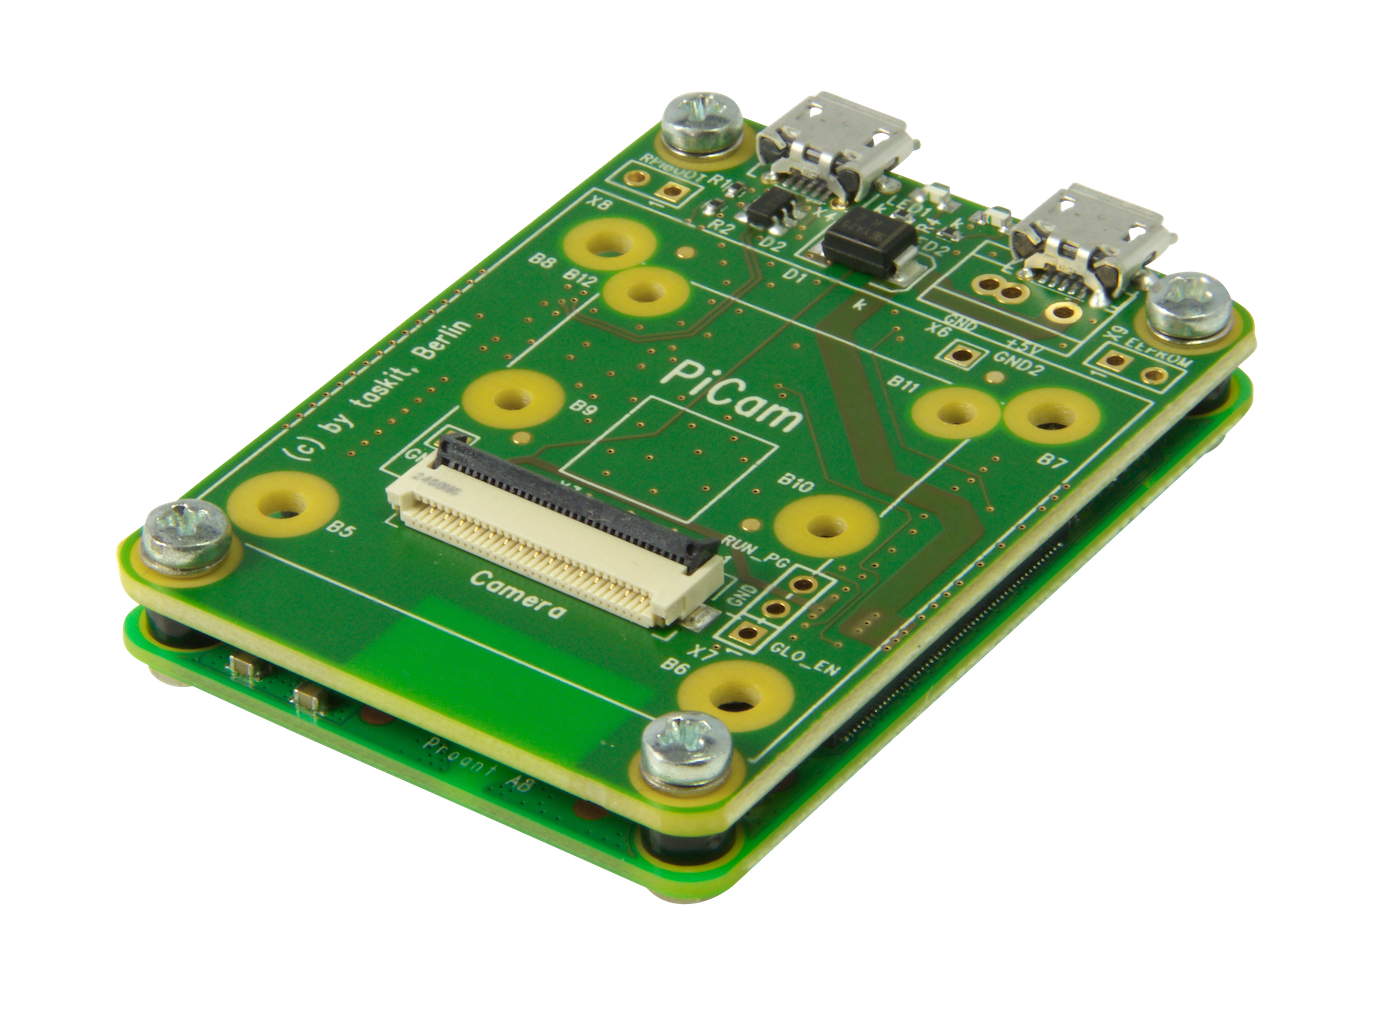 RPIBOOT
R1
X8
R2
D2
X4
k
LED1
k
D1
k
B8
B12
GND
+5V
X6
GND2
X9
EEPROM
(c) by taskit, Berlin
PiCam
B11
B9
B7
B10
B5
RUN_PG
GND
Camera
X7
GLO_EN
B6
Proant A8